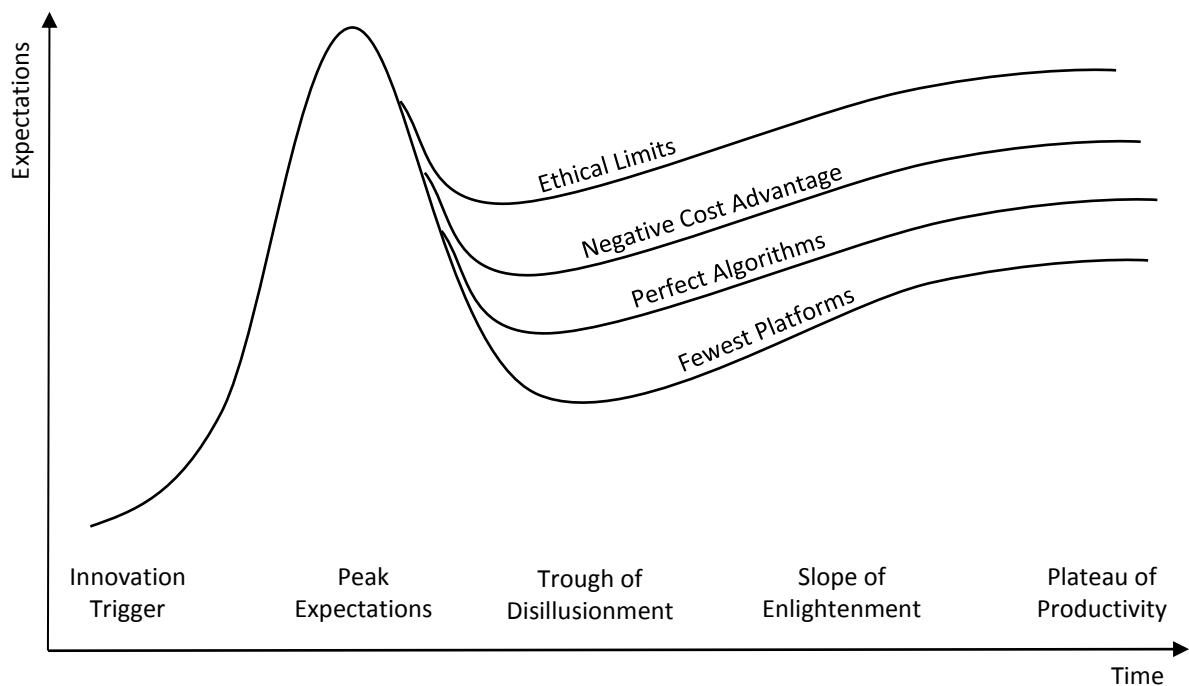 Expectations
Ethical Limits
Negative Cost Advantage
Perfect Algorithms
Fewest Platforms
Innovation
Trigger
Peak
Expectations
Trough of
Disillusionment
Slope of
Enlightenment
Plateau of
Productivity
Time